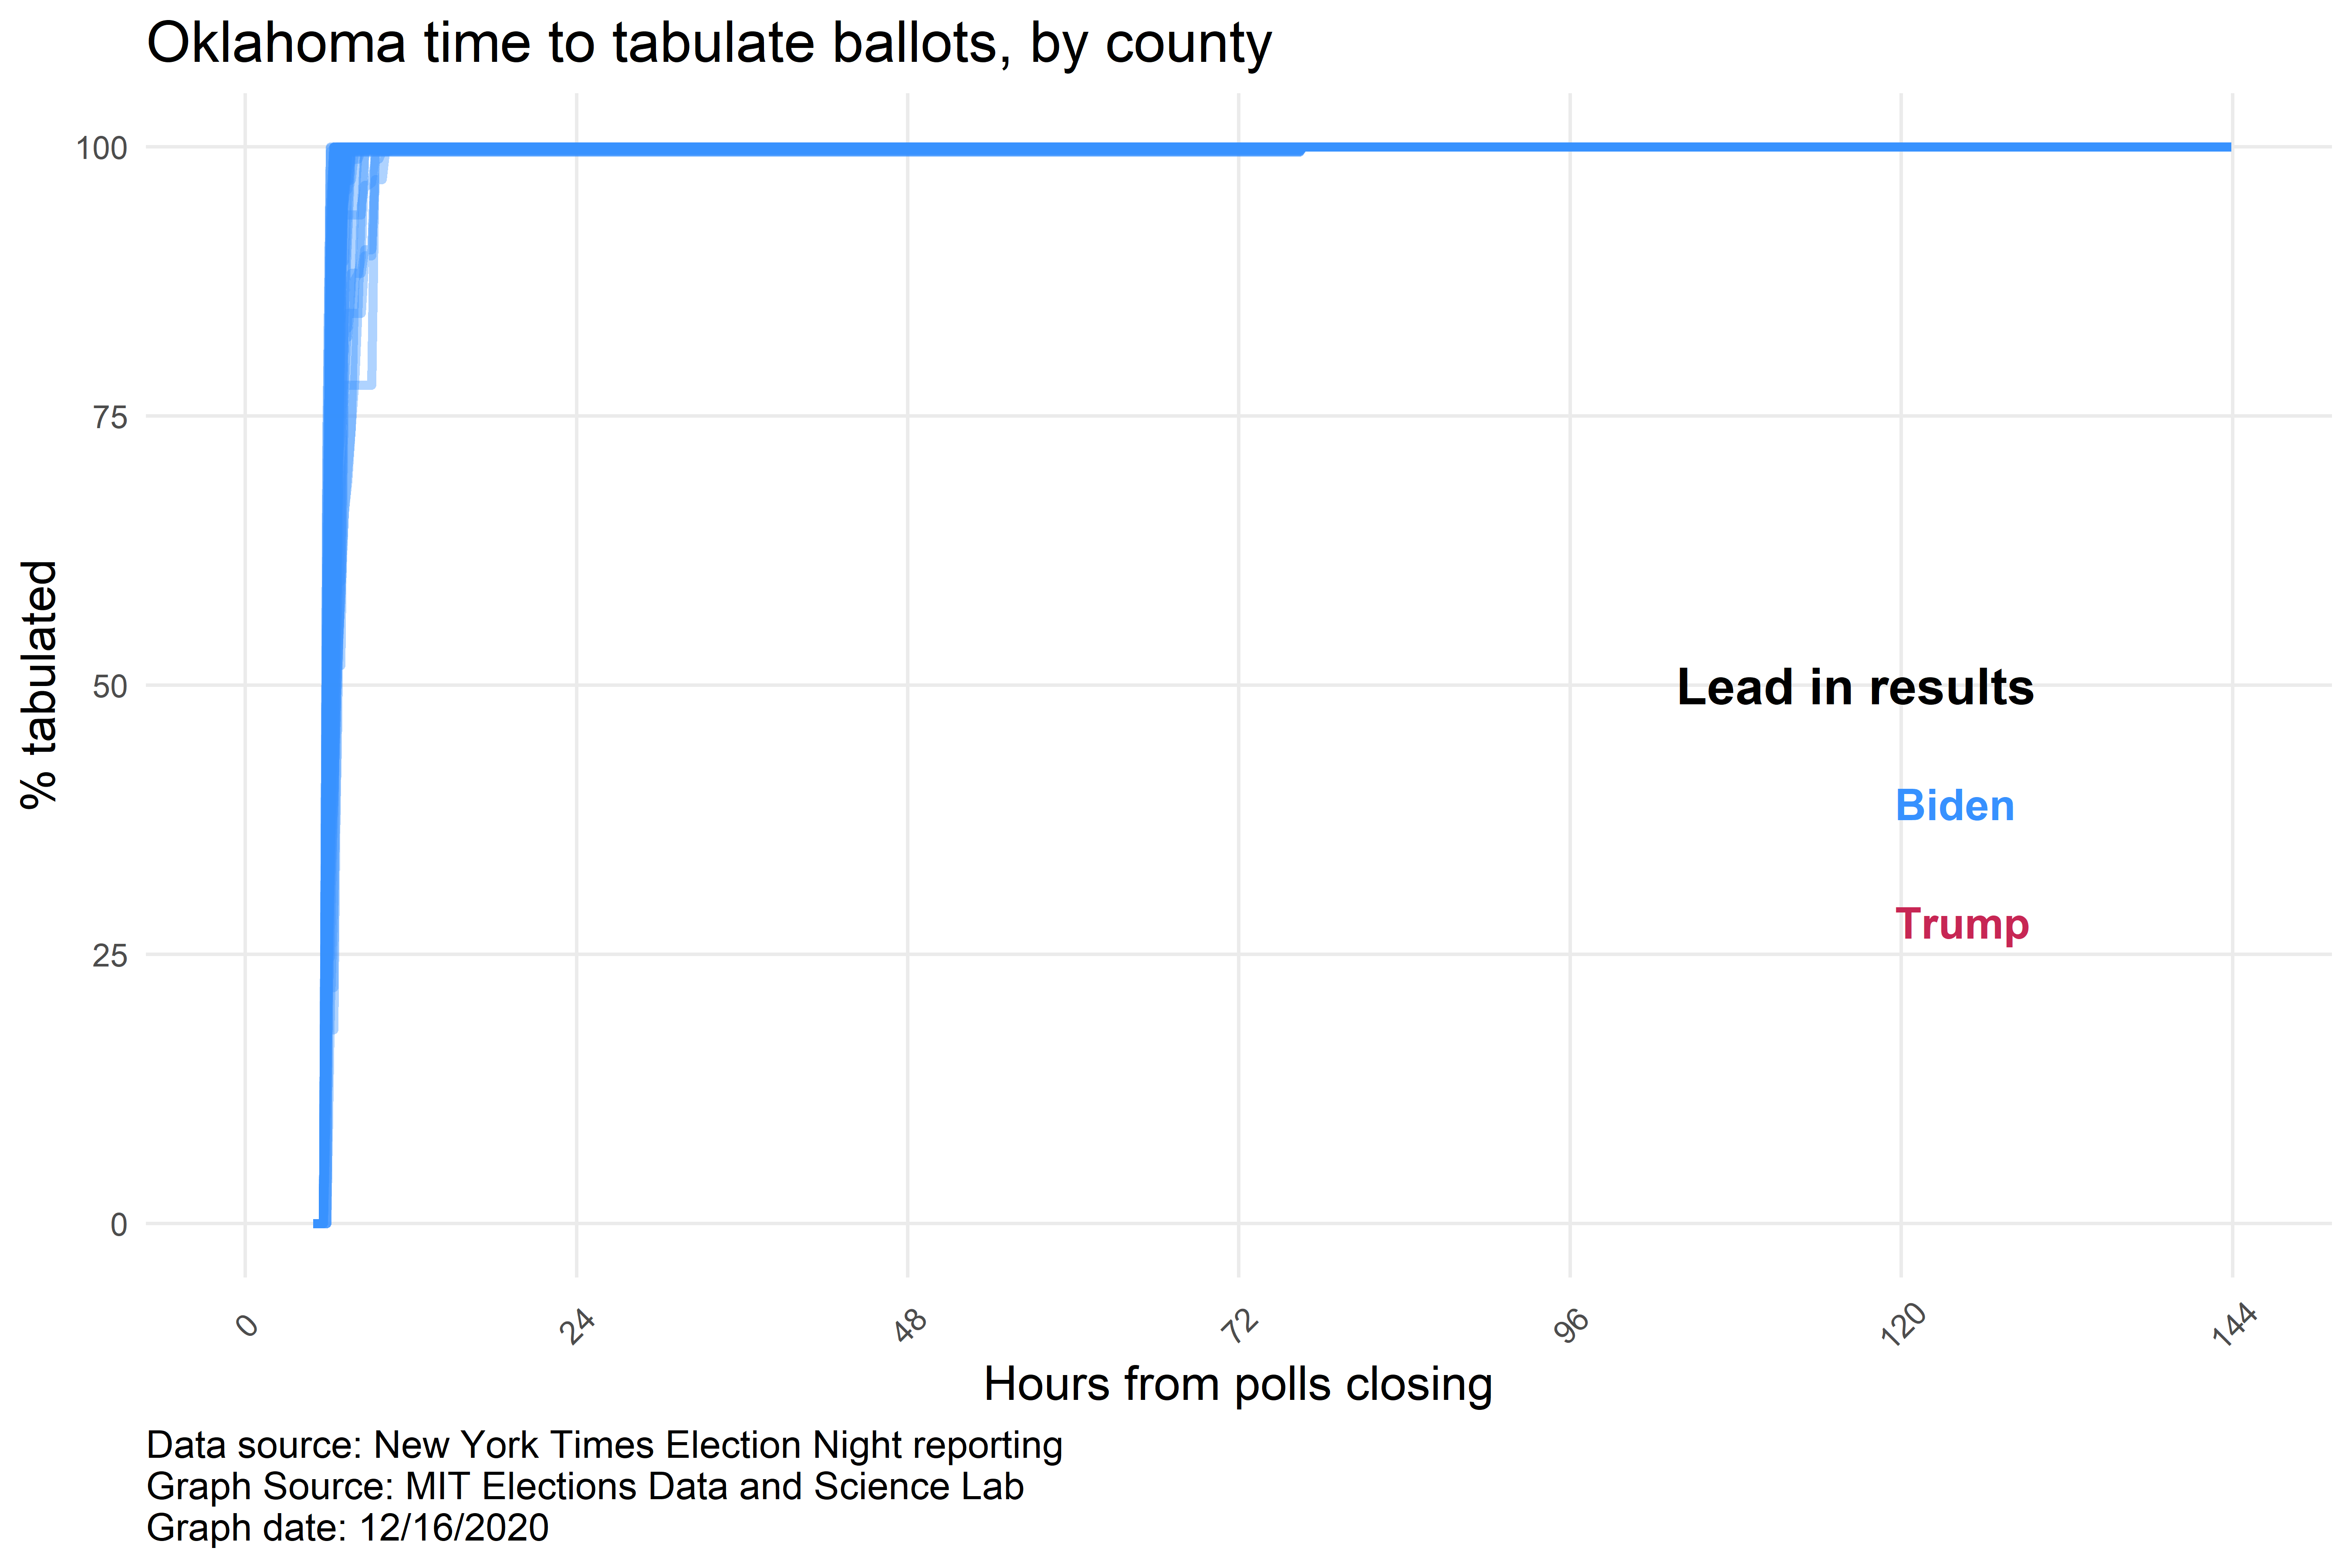 Oklahoma time to tabulate ballots, by county
100
75
50
25
0
% tabulated
Lead in results
Biden
Trump
0 24 48 72 96 120 144
Hours from polls closing
Data source: New York Times Election Night reporting
Graph Source: MIT Elections Data and Science Lab
Graph date: 12/16/2020